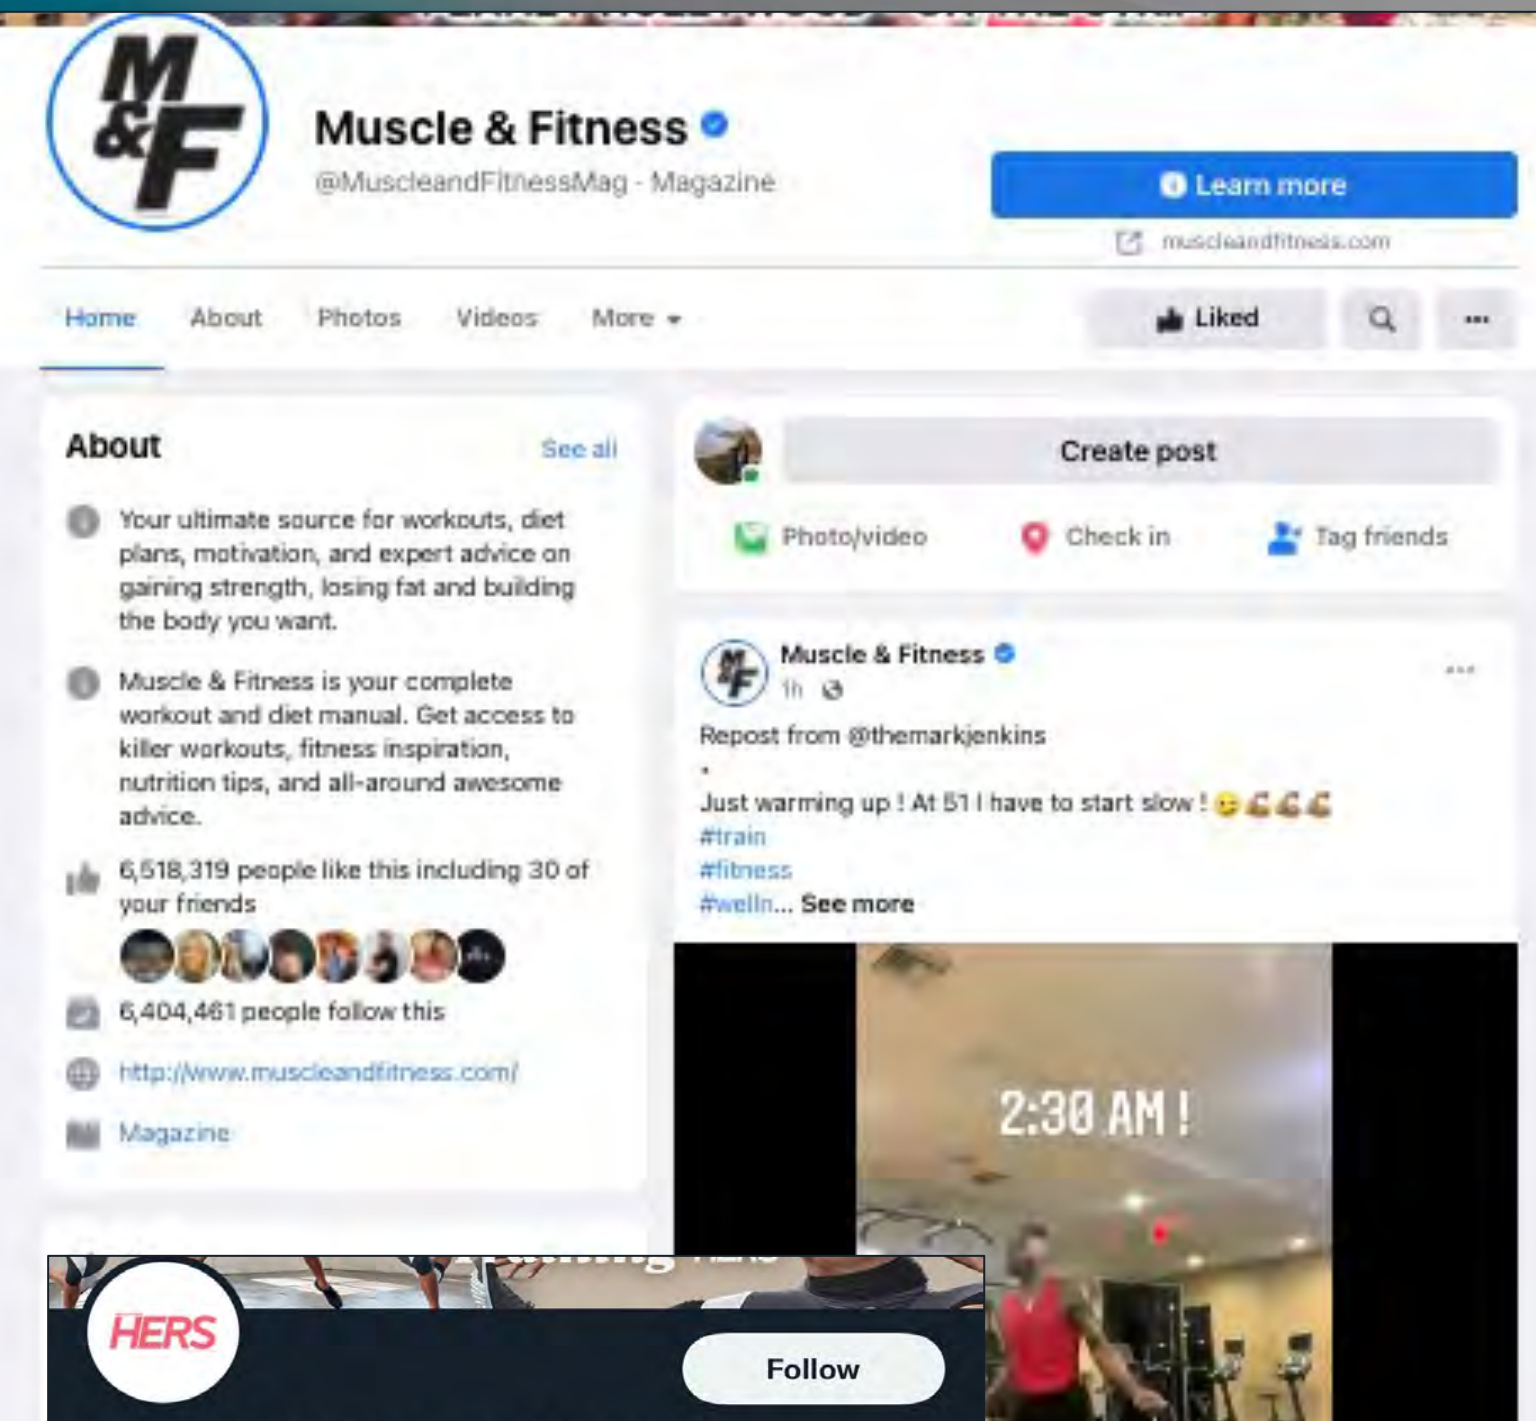 M
&F
Muscle & Fitness
@MuscleandFitnessMag - Magazine
Learn more
muscleandfitness.com
Home About Photos Videos More
Liked
About
See all
Your ultimate source for workouts, diet
plans, motivation, and expert advice on
gaining strength, losing fat and building
the body you want.
Muscle & Fitness is your complete
workout and diet manual. Get access to
killer workouts, fitness inspiration,
nutrition tips, and all-around awesome
advice.
6,518,319 people like this including 30 of
your friends
6,404,461 people follow this
http://www.muscleandfitness.com/
Magazine
Create post
Photo/video Check in Tag friends
M
&F
Muscle & Fitness
1h
Repost from @themarkjenkins
.
Just warming up ! At 51 I have to start slow ! 😉💪💪💪
#train
#fitness
#welln... See more
2:30 AM !
HERS
Follow